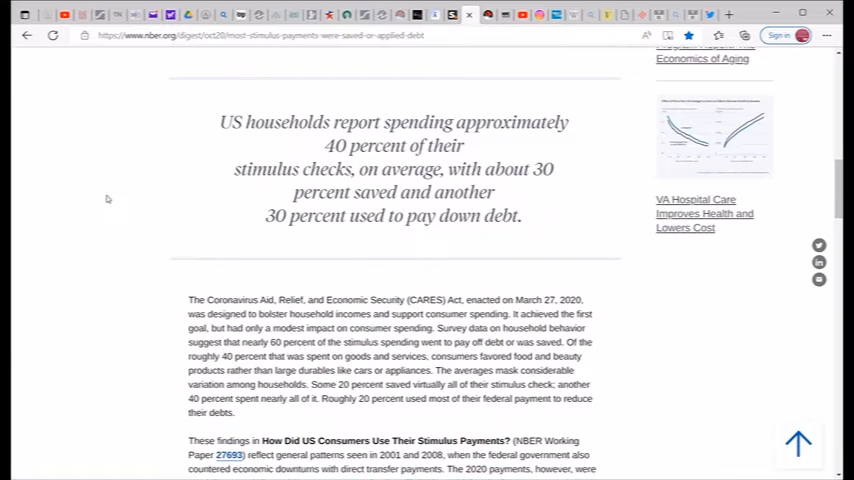 https://www.nber.org/digest/oct20/most-stimulus-payments-were-saved-or-applied-debt
Sign in
Economics of Aging
US households report spending approximately
40 percent of their
stimulus checks, on average, with about 30
percent saved and another
30 percent used to pay down debt.
VA Hospital Care
Improves Health and
Lowers Cost
The Coronavirus Aid, Relief, and Economic Security (CARES) Act, enacted on March 27, 2020,
was designed to bolster household incomes and support consumer spending. It achieved the first
goal, but had only a modest impact on consumer spending. Survey data on household behavior
suggest that nearly 60 percent of the stimulus spending went to pay off debt or was saved. Of the
roughly 40 percent that was spent on goods and services, consumers favored food and beauty
products rather than large durables like cars or appliances. The averages mask considerable
variation among households. Some 20 percent saved virtually all of their stimulus check; another
40 percent spent nearly all of it. Roughly 20 percent used most of their federal payment to reduce
their debts.
These findings in How Did US Consumers Use Their Stimulus Payments? (NBER Working
Paper 27693) reflect general patterns seen in 2001 and 2008, when the federal government also
countered economic downturns with direct transfer payments. The 2020 payments, however, were